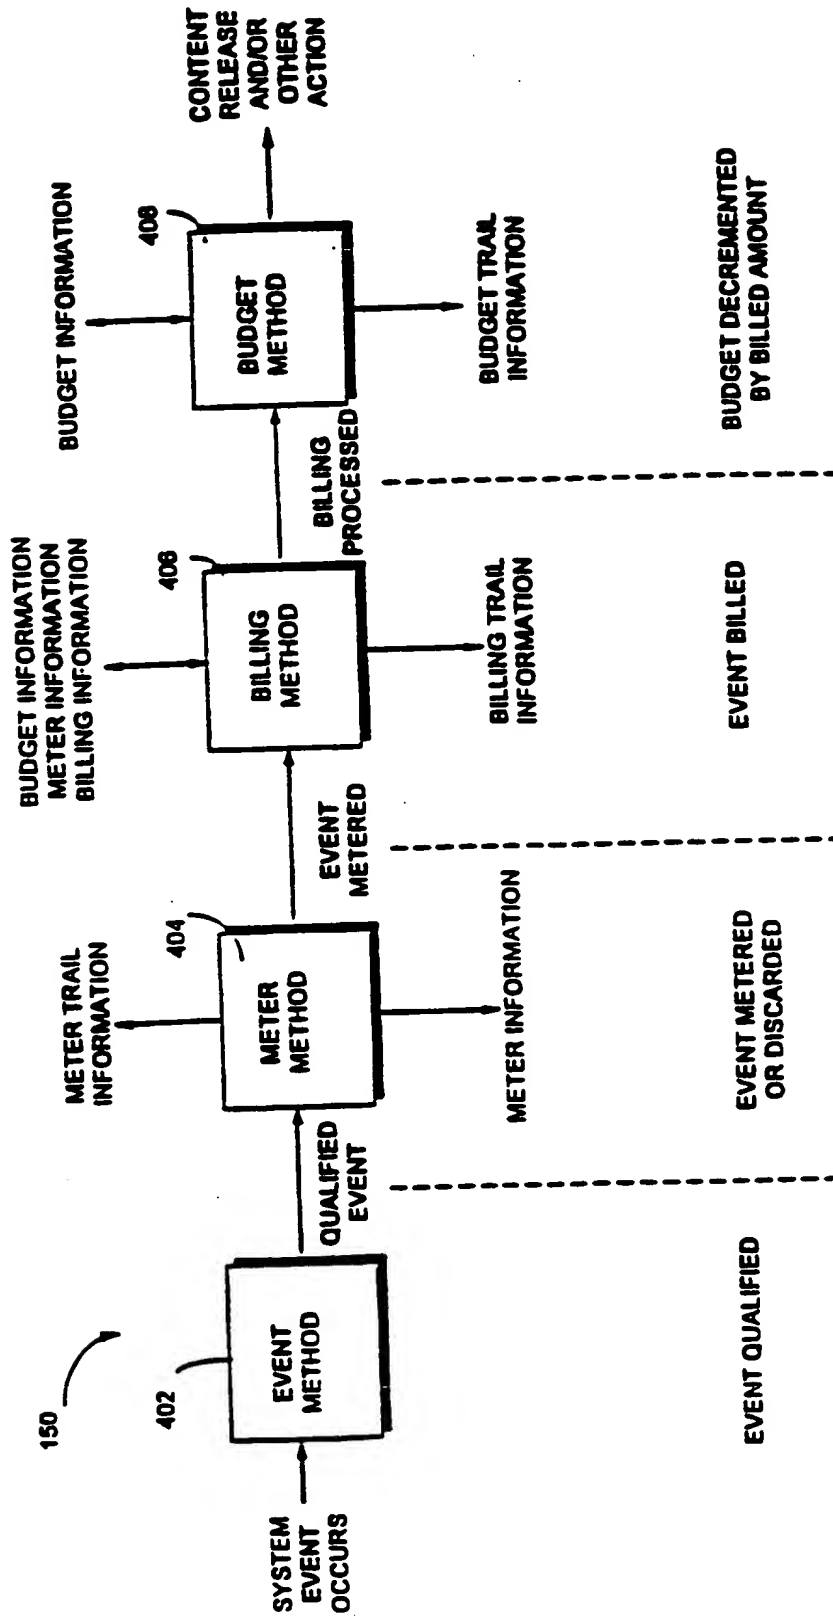 150
SYSTEM
EVENT
OCCURS
402
EVENT
METHOD
QUALIFIED
EVENT
EVENT QUALIFIED
METER TRAIL
INFORMATION
404
METER
METHOD
METER INFORMATION
EVENT
METERED
EVENT METERED
OR DISCARDED
BUDGET INFORMATION
METER INFORMATION
BILLING INFORMATION
406
BILLING
METHOD
BILLING TRAIL
INFORMATION
BILLING
PROCESSED
EVENT BILLED
BUDGET INFORMATION
408
BUDGET
METHOD
BUDGET TRAIL
INFORMATION
CONTENT
RELEASE
AND/OR
OTHER
ACTION
BUDGET DECREMENTED
BY BILLED AMOUNT